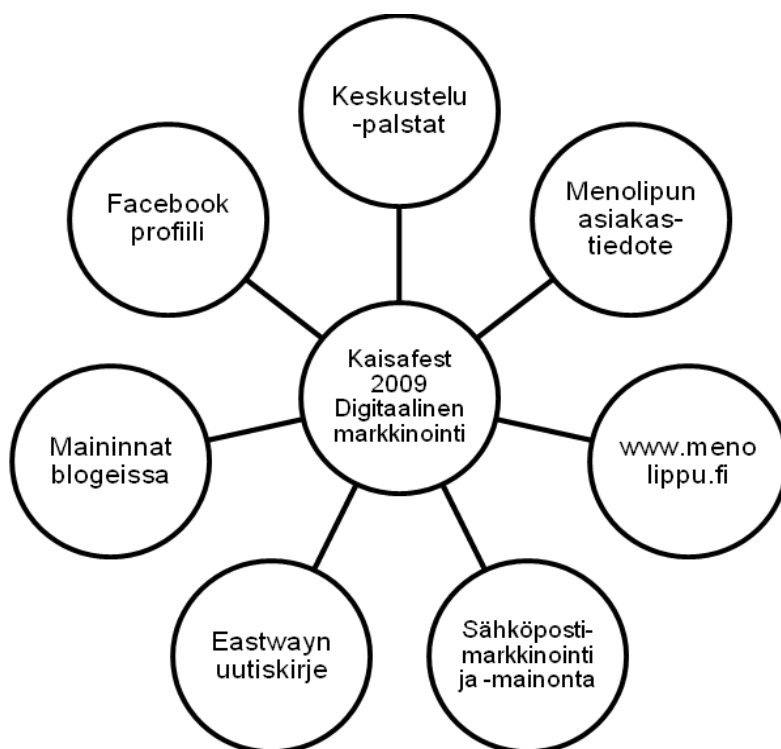 Keskustelu
-palstat
Menolipun
asiakas-
tiedote
www.meno
lippu.fi
Sähköposti-
markkinointi
ja -mainonta
Eastwayn
uutiskirje
Maininnat
blogeissa
Facebook
profiili
Kaisafest
2009
Digitaalinen
markkinointi